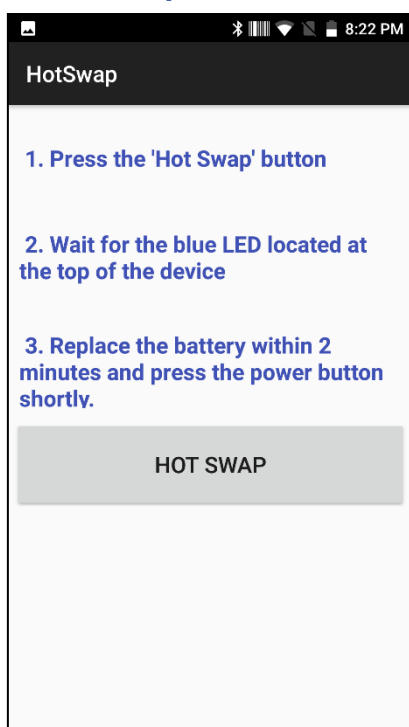 8:22 PM
HotSwap
1. Press the 'Hot Swap' button
2. Wait for the blue LED located at
the top of the device
3. Replace the battery within 2
minutes and press the power button
shortly.
HOT SWAP